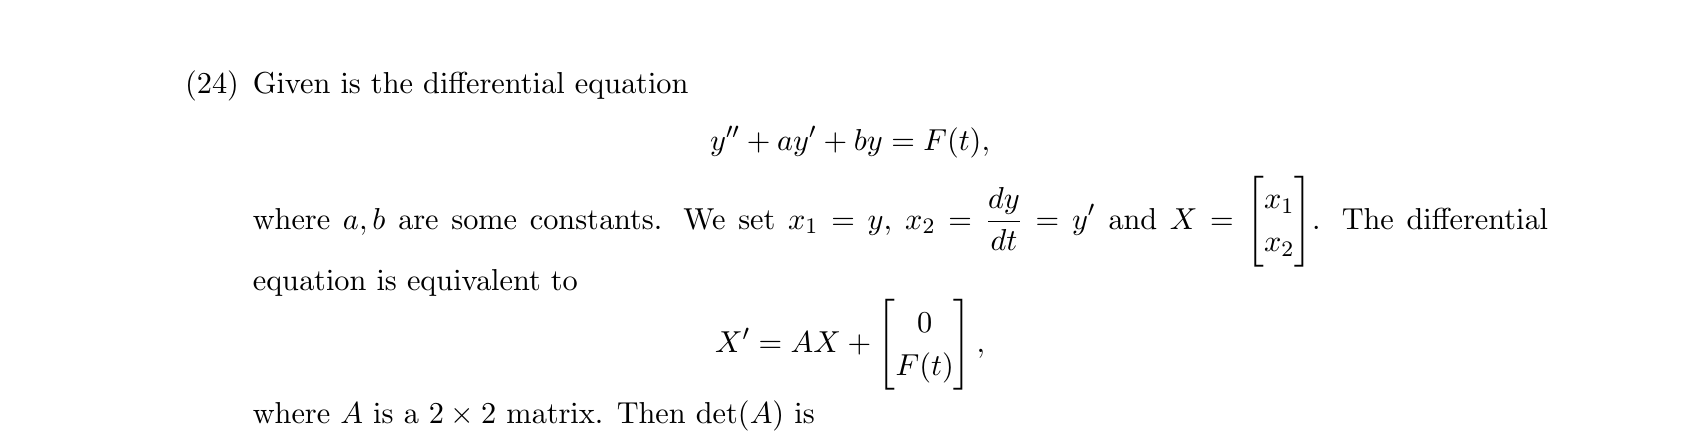 (24) Given is the differential equation
y″ + ay′ + by = F(t),
where a, b are some constants. We set x₁ = y, x₂ = dy/dt = y′ and X = [x₁ x₂]. The differential
equation is equivalent to
X′ = AX + [0 F(t)],
where A is a 2 × 2 matrix. Then det(A) is